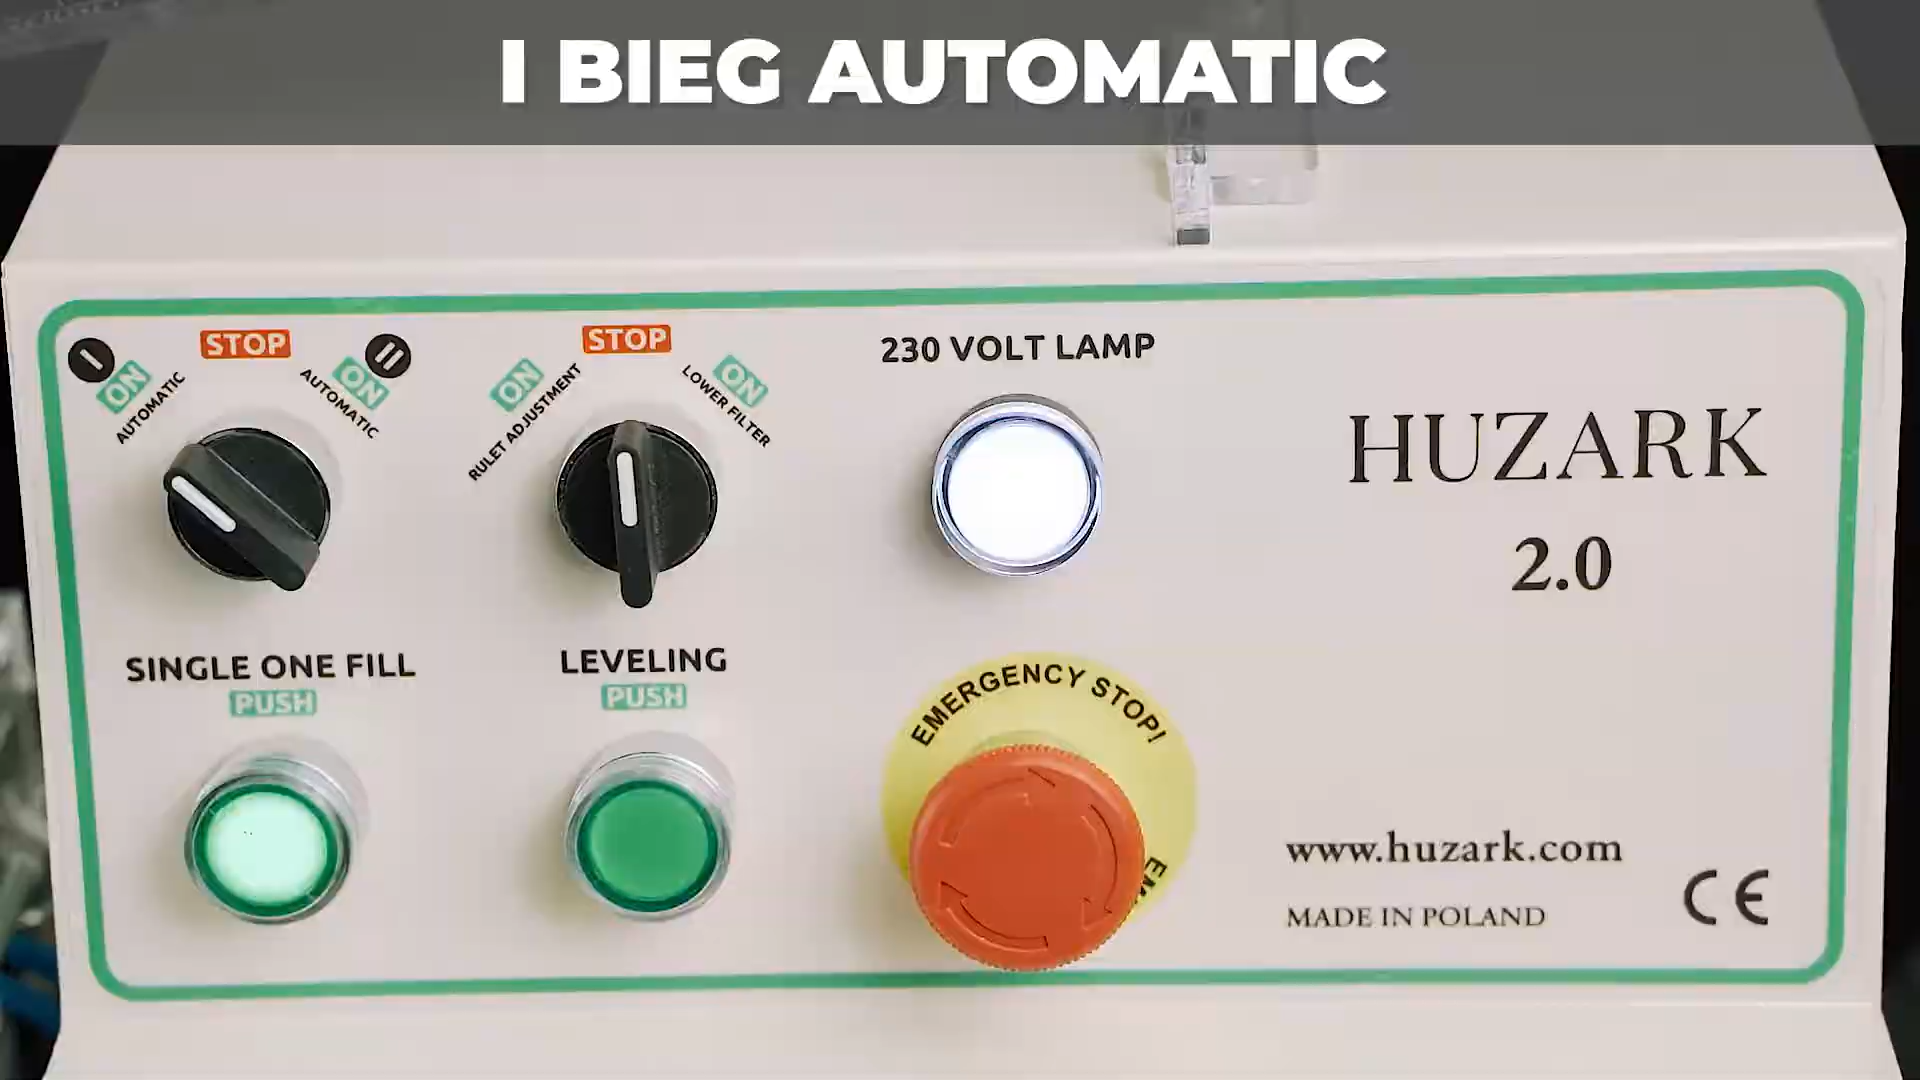 I BIEG AUTOMATIC
I
ON
AUTOMATIC
STOP
II
ON
AUTOMATIC
ON
RULET ADJUSTMENT
STOP
ON
LOWER FILTER
230 VOLT LAMP
HUZARK
2.0
SINGLE ONE FILL
PUSH
LEVELING
PUSH
EMERGENCY STOP!
www.huzark.com
MADE IN POLAND
CE